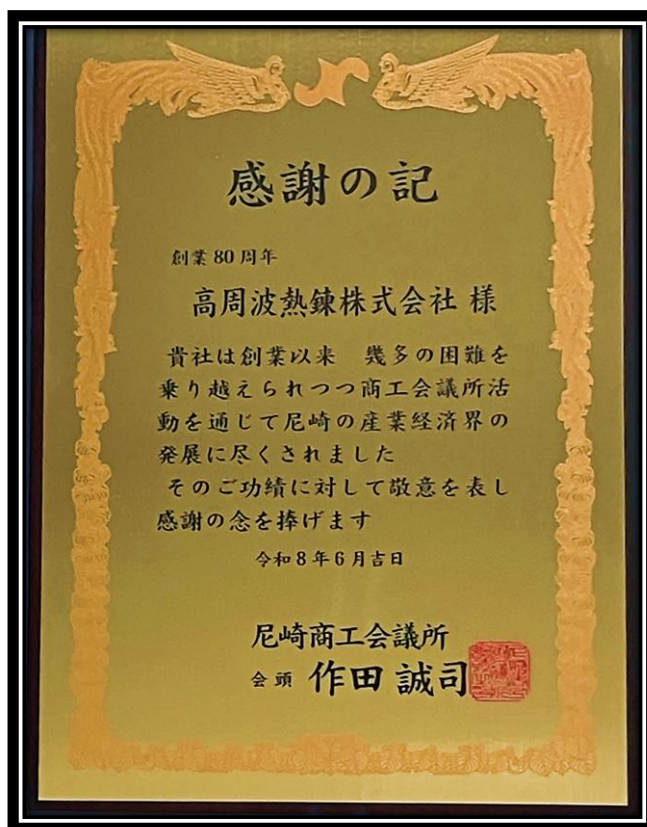 感謝の記
創業80周年
高周波熱錬株式会社 様
貴社は創業以来 幾多の困難を
乗り越えられつつ商工会議所活
動を通じて尼崎の産業経済界の
発展に尽くされました
そのご功績に対して敬意を表し
感謝の念を捧げます
令和8年6月吉日
尼崎商工会議所
会頭 作田 誠司